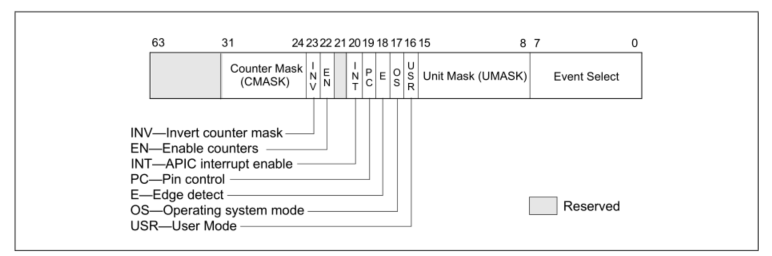 63 31 24 23 22 21 20 19 18 17 16 15 8 7 0
Counter Mask (CMASK) INV EN INT PC E OS USR Unit Mask (UMASK) Event Select
INV—Invert counter mask
EN—Enable counters
INT—APIC interrupt enable
PC—Pin control
E—Edge detect
OS—Operating system mode
USR—User Mode
Reserved